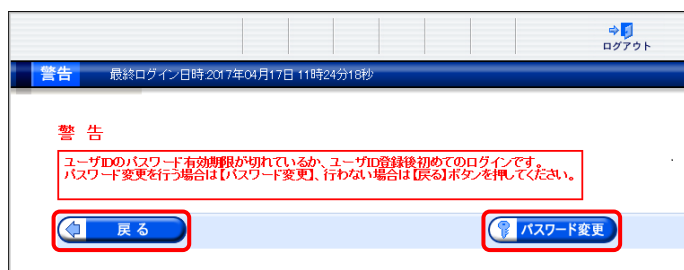 ログアウト
警告 最終ログイン日時:2017年04月17日 11時24分18秒
警 告
ユーザIDのパスワード有効期限が切れているか、ユーザID登録後初めてのログインです。
パスワード変更を行う場合は【パスワード変更】、行わない場合は【戻る】ボタンを押してください。
戻る パスワード変更